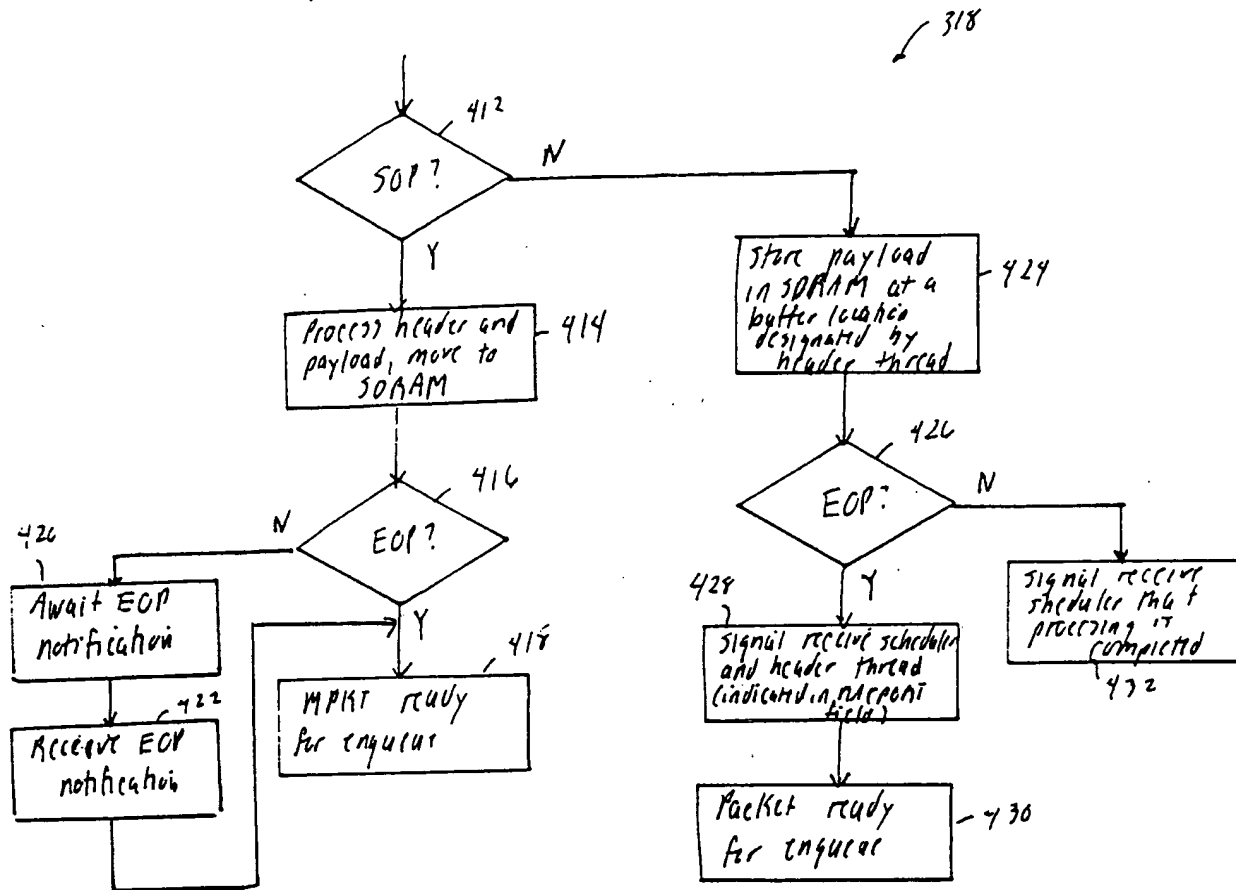 318
412
SOP?
N
Y
Process header and
payload, move to
SDRAM
414
416
EOP?
N
Y
420
Await EOP
notification
422
Receive EOP
notification
418
MPKT ready
for enqueue
Store payload
in SDRAM at a
buffer location
designated by
header thread
424
426
EOP?
N
Y
428
Signal receive scheduler
and header thread
(indicated in
field)
Signal receive
sheduler that
processing is
completed
432
Packet ready
for enqueue
430